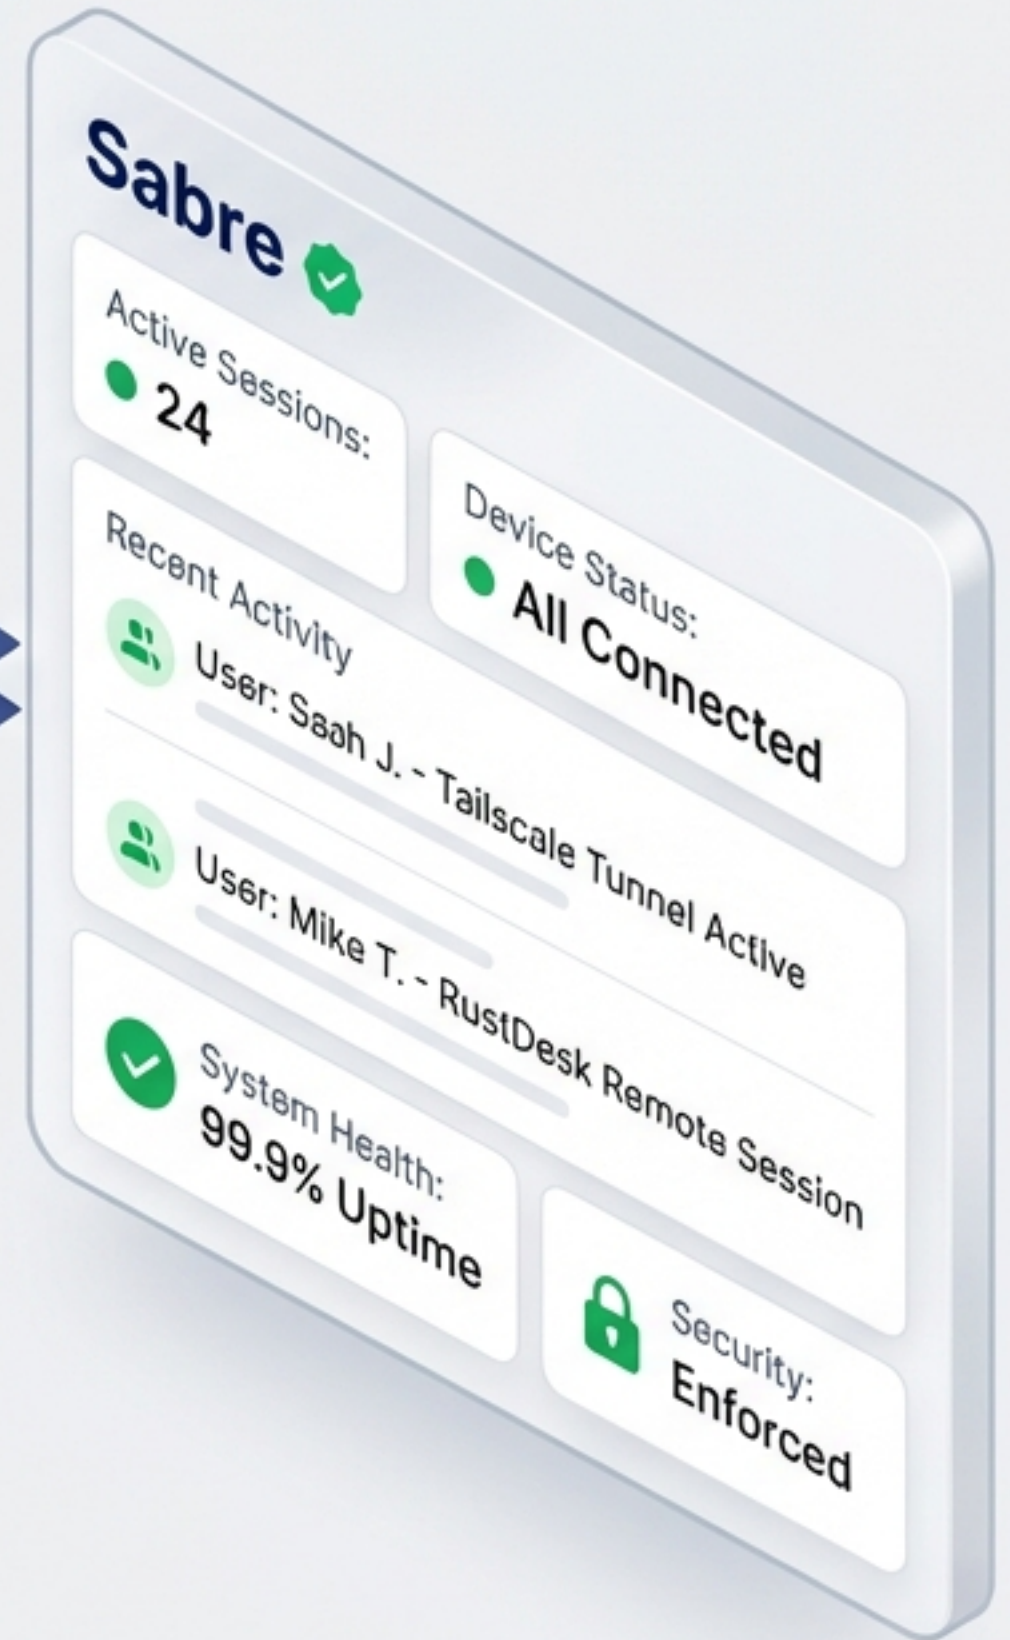 Sabre
Active Sessions:
24
Device Status:
All Connected
Recent Activity
User: Saah J. - Tailscale Tunnel Active
User: Mike T. - RustDesk Remote Session
System Health:
99.9% Uptime
Security:
Enforced